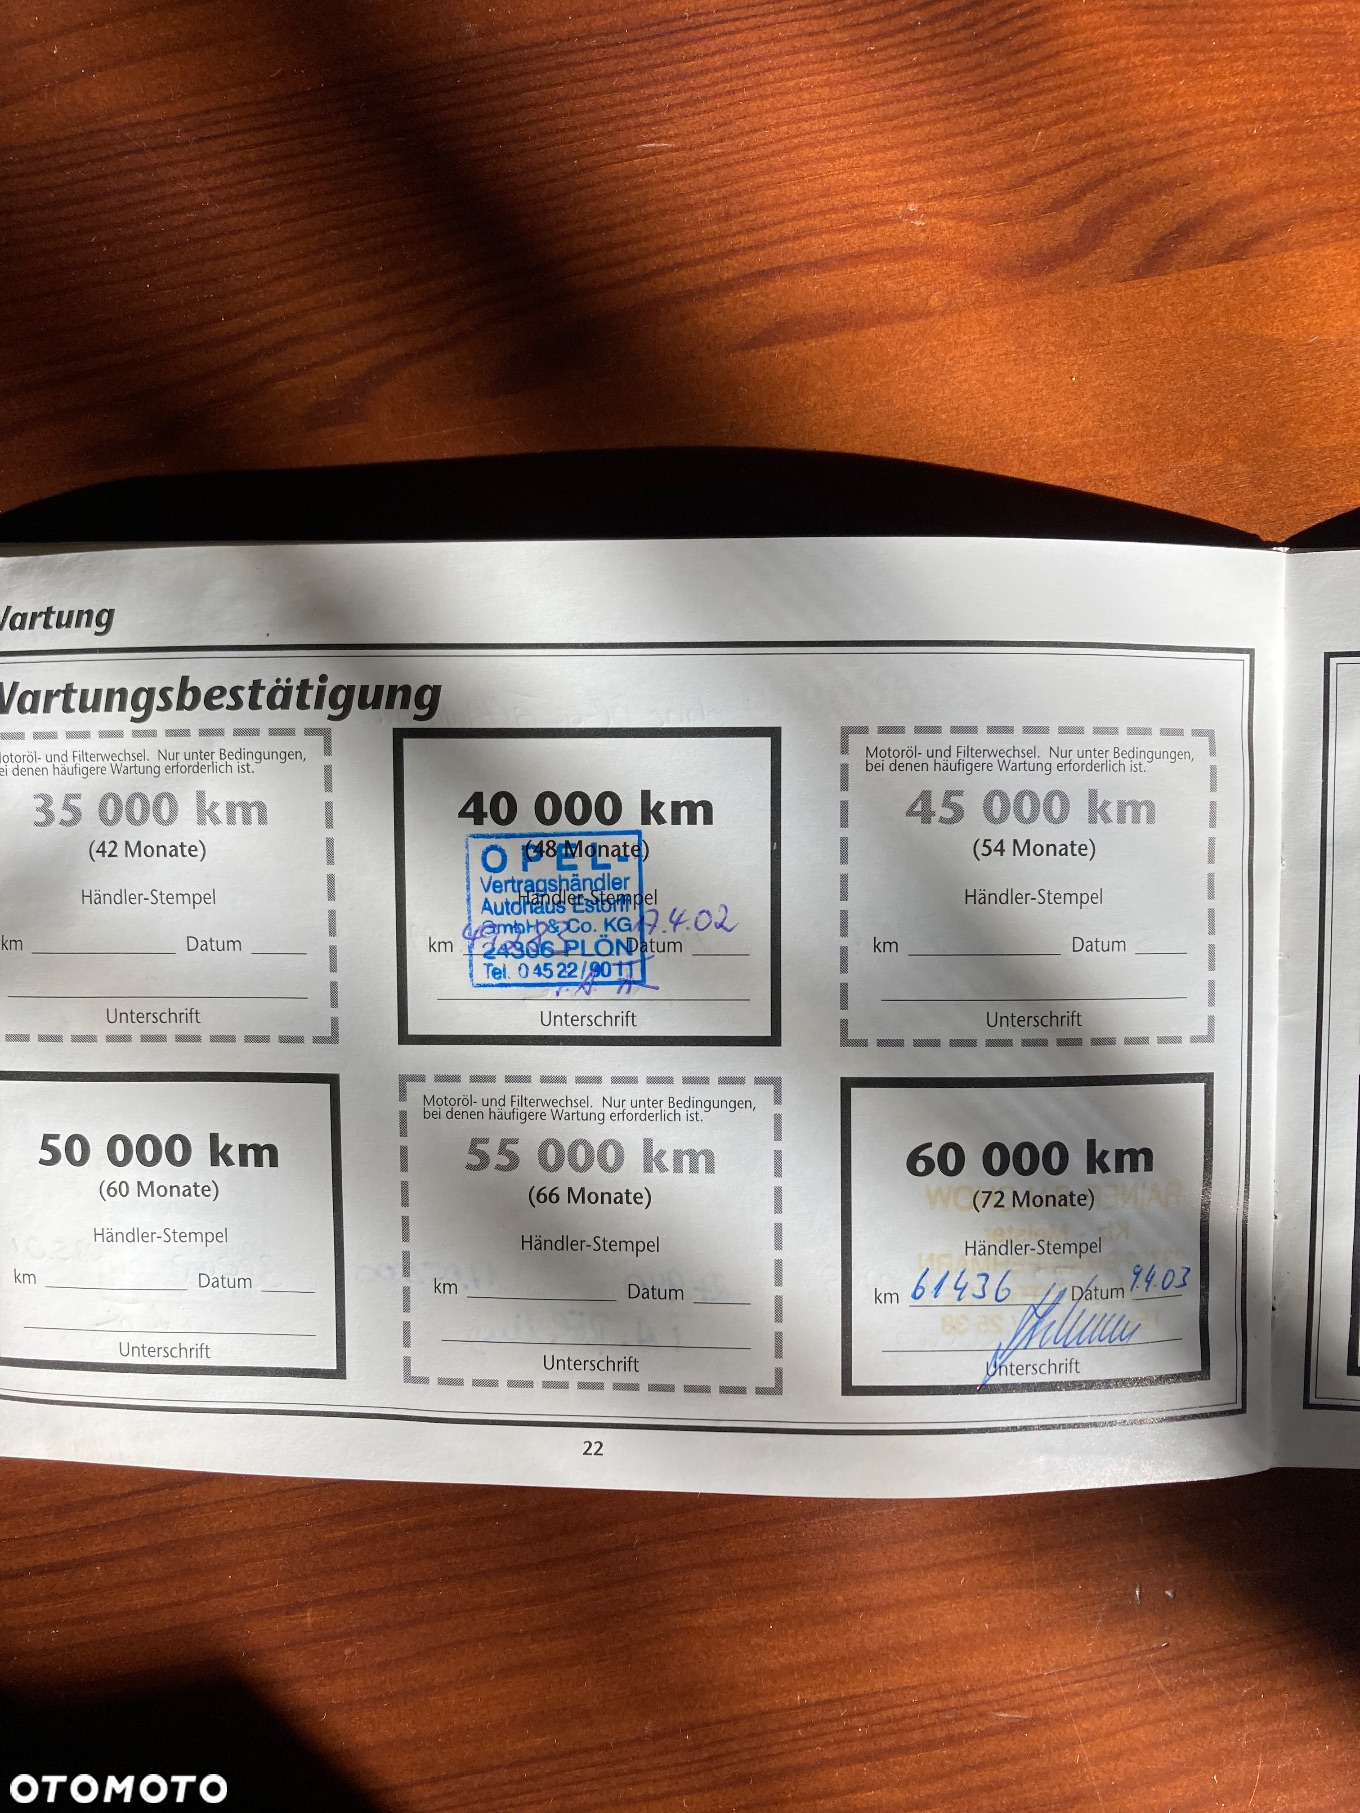 Wartung
Wartungsbestätigung
Motoröl- und Filterwechsel. Nur unter Bedingungen,
bei denen häufigere Wartung erforderlich ist.
35 000 km
(42 Monate)
Händler-Stempel
km Datum
Unterschrift
40 000 km
(48 Monate)
Händler-Stempel
OPEL-
Vertragshändler
Autohaus Estorff
GmbH & Co. KG
24306 PLÖN
Tel. 0 45 22 / 90 11
17.4.02
km Datum
Unterschrift
Motoröl- und Filterwechsel. Nur unter Bedingungen,
bei denen häufigere Wartung erforderlich ist.
45 000 km
(54 Monate)
Händler-Stempel
km Datum
Unterschrift
50 000 km
(60 Monate)
Händler-Stempel
km Datum
Unterschrift
Motoröl- und Filterwechsel. Nur unter Bedingungen,
bei denen häufigere Wartung erforderlich ist.
55 000 km
(66 Monate)
Händler-Stempel
km Datum
Unterschrift
60 000 km
(72 Monate)
Händler-Stempel
km 61436 Datum 9.4.03
Unterschrift
22
OTOMOTO